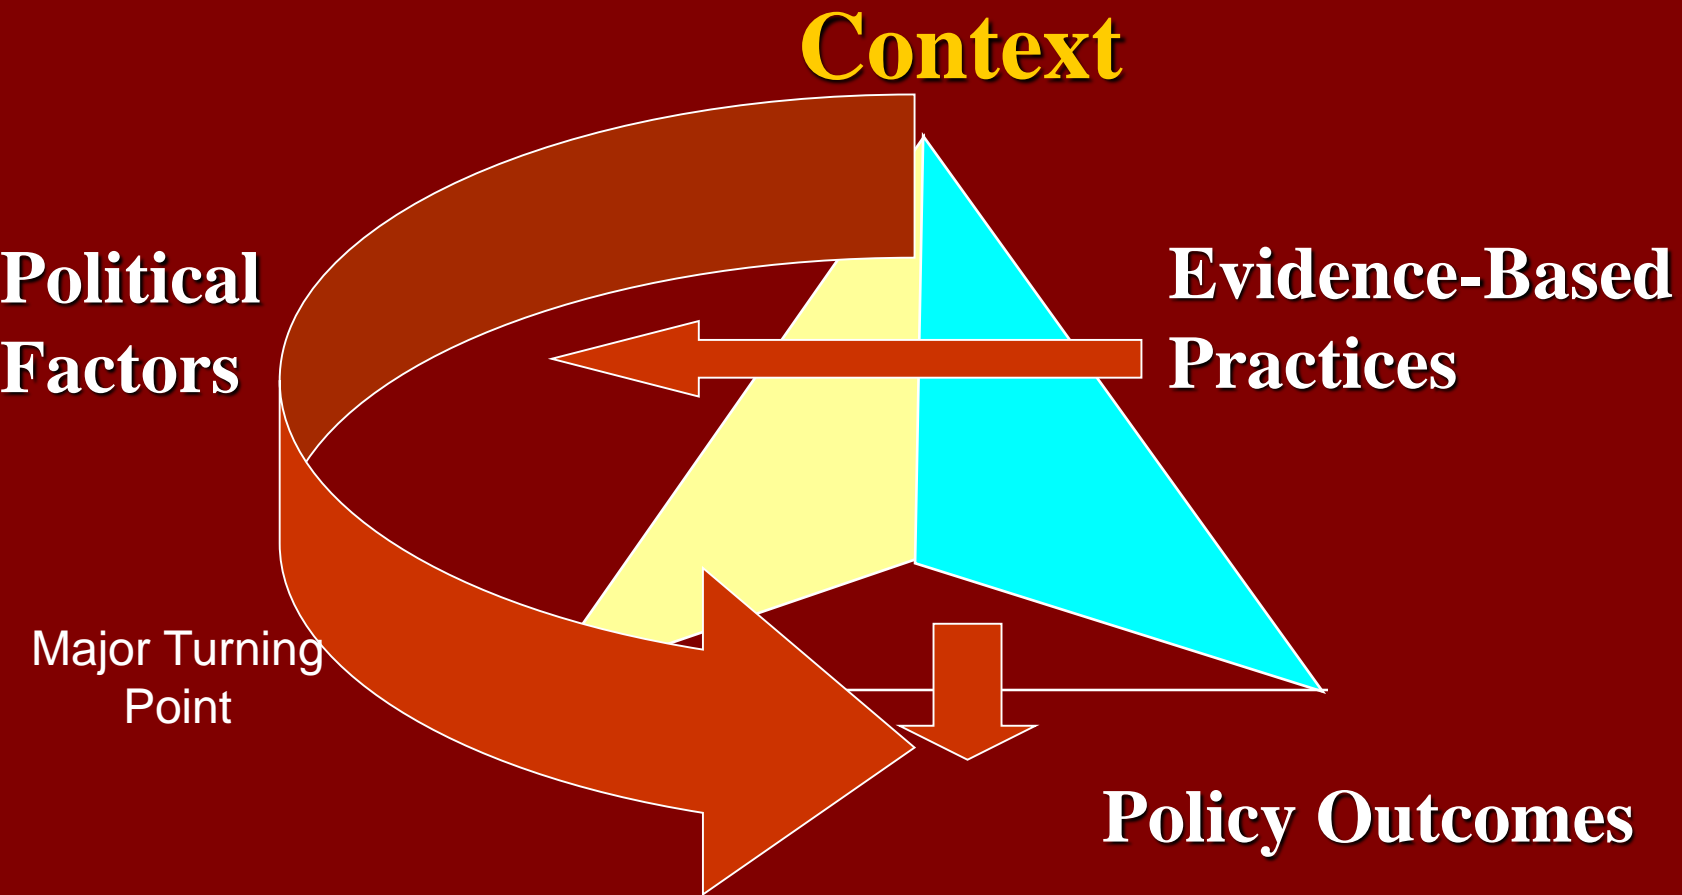 Context
Political
Factors
Evidence-Based
Practices
Major Turning
Point
Policy Outcomes